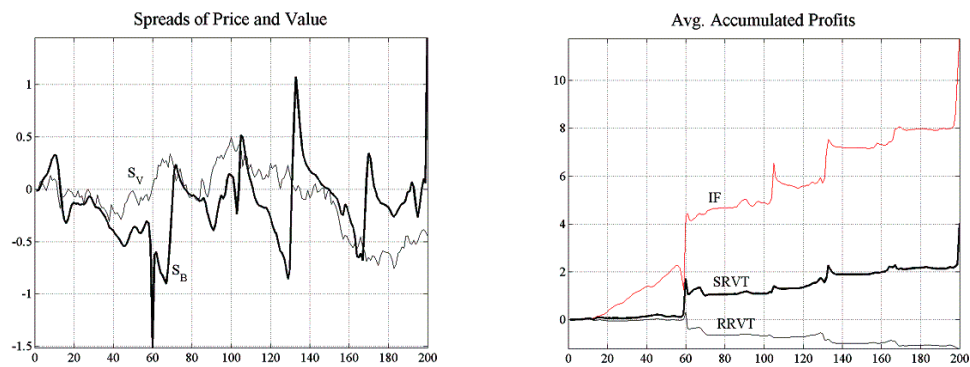 Spreads of Price and Value
1
0.5
0
-0.5
-1
-1.5
S_V
S_B
0 20 40 60 80 100 120 140 160 180 200
Avg. Accumulated Profits
10
8
6
4
2
0
IF
SRVT
RRVT
0 20 40 60 80 100 120 140 160 180 200